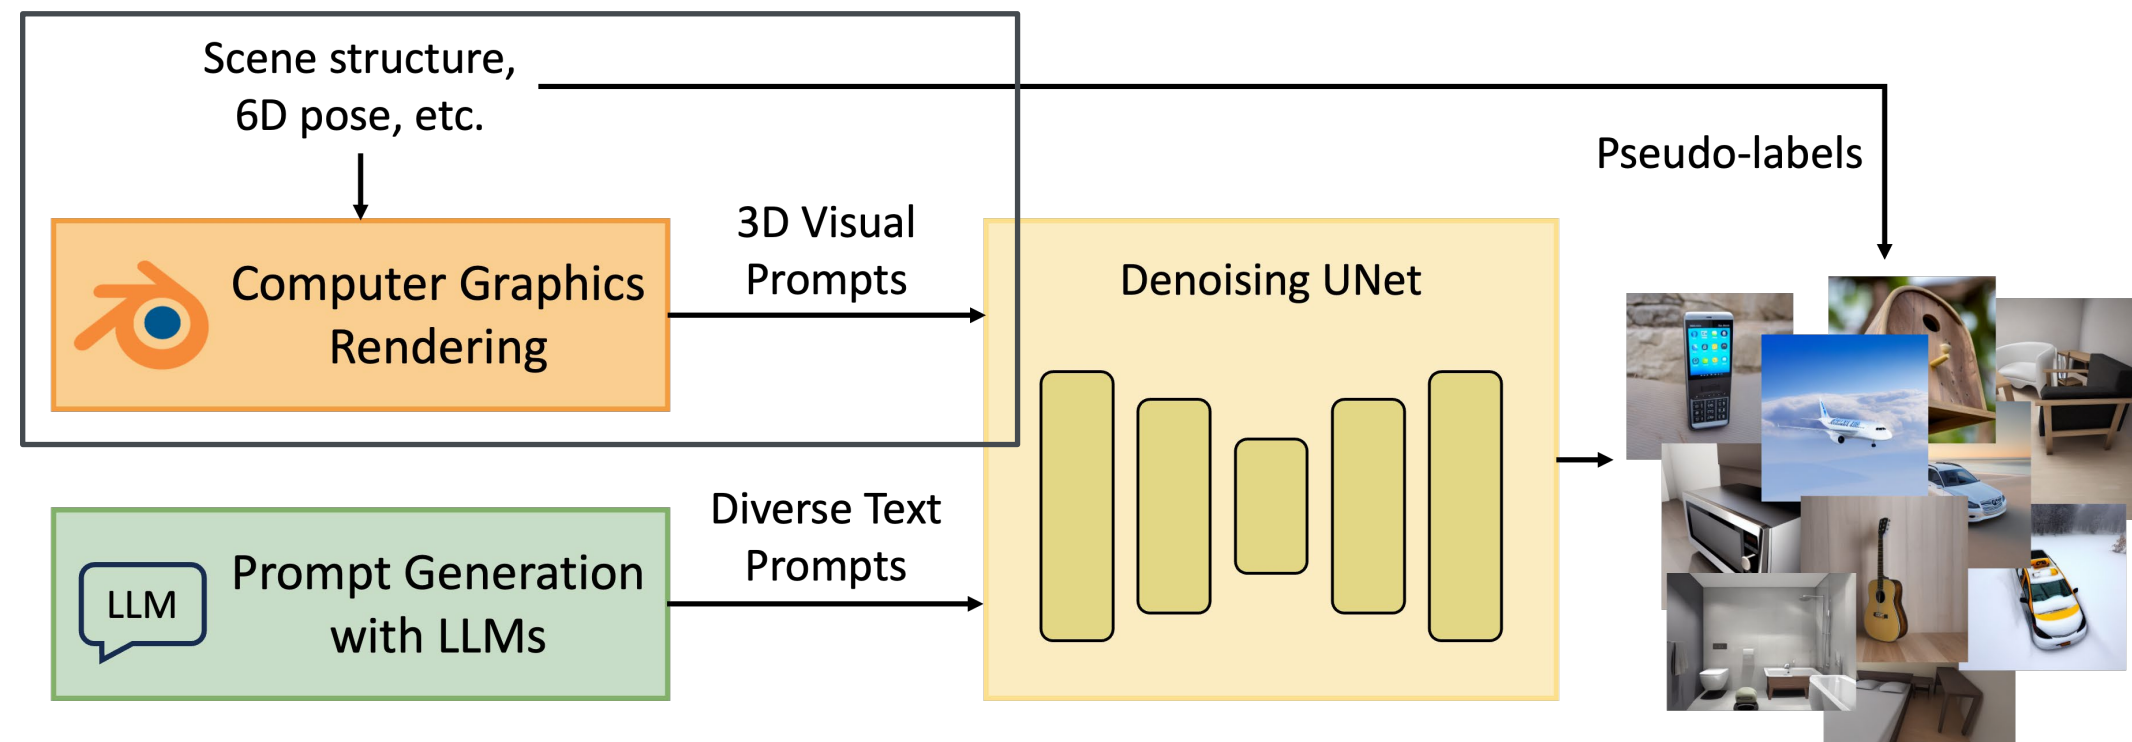 Scene structure,
6D pose, etc.
Pseudo-labels
Computer Graphics
Rendering
3D Visual
Prompts
Denoising UNet
LLM
Prompt Generation
with LLMs
Diverse Text
Prompts